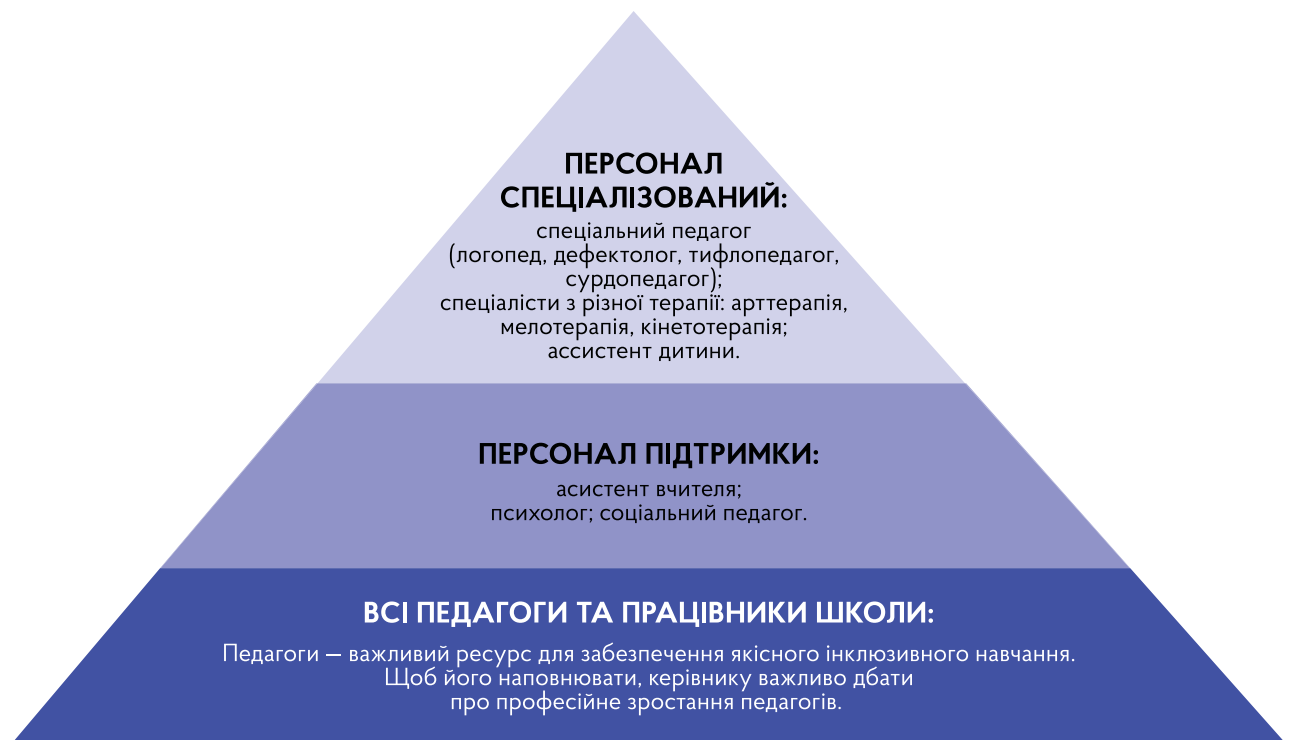 ПЕРСОНАЛ
СПЕЦІАЛІЗОВАНИЙ:
спеціальний педагог
(логопед, дефектолог, тифлопедагог,
сурдопедагог);
спеціалісти з різної терапії: арттерапія,
мелотерапія, кінетотерапія;
ассистент дитини.
ПЕРСОНАЛ ПІДТРИМКИ:
асистент вчителя;
психолог; соціальний педагог.
ВСІ ПЕДАГОГИ ТА ПРАЦІВНИКИ ШКОЛИ:
Педагоги — важливий ресурс для забезпечення якісного інклюзивного навчання.
Щоб його наповнювати, керівнику важливо дбати
про професійне зростання педагогів.